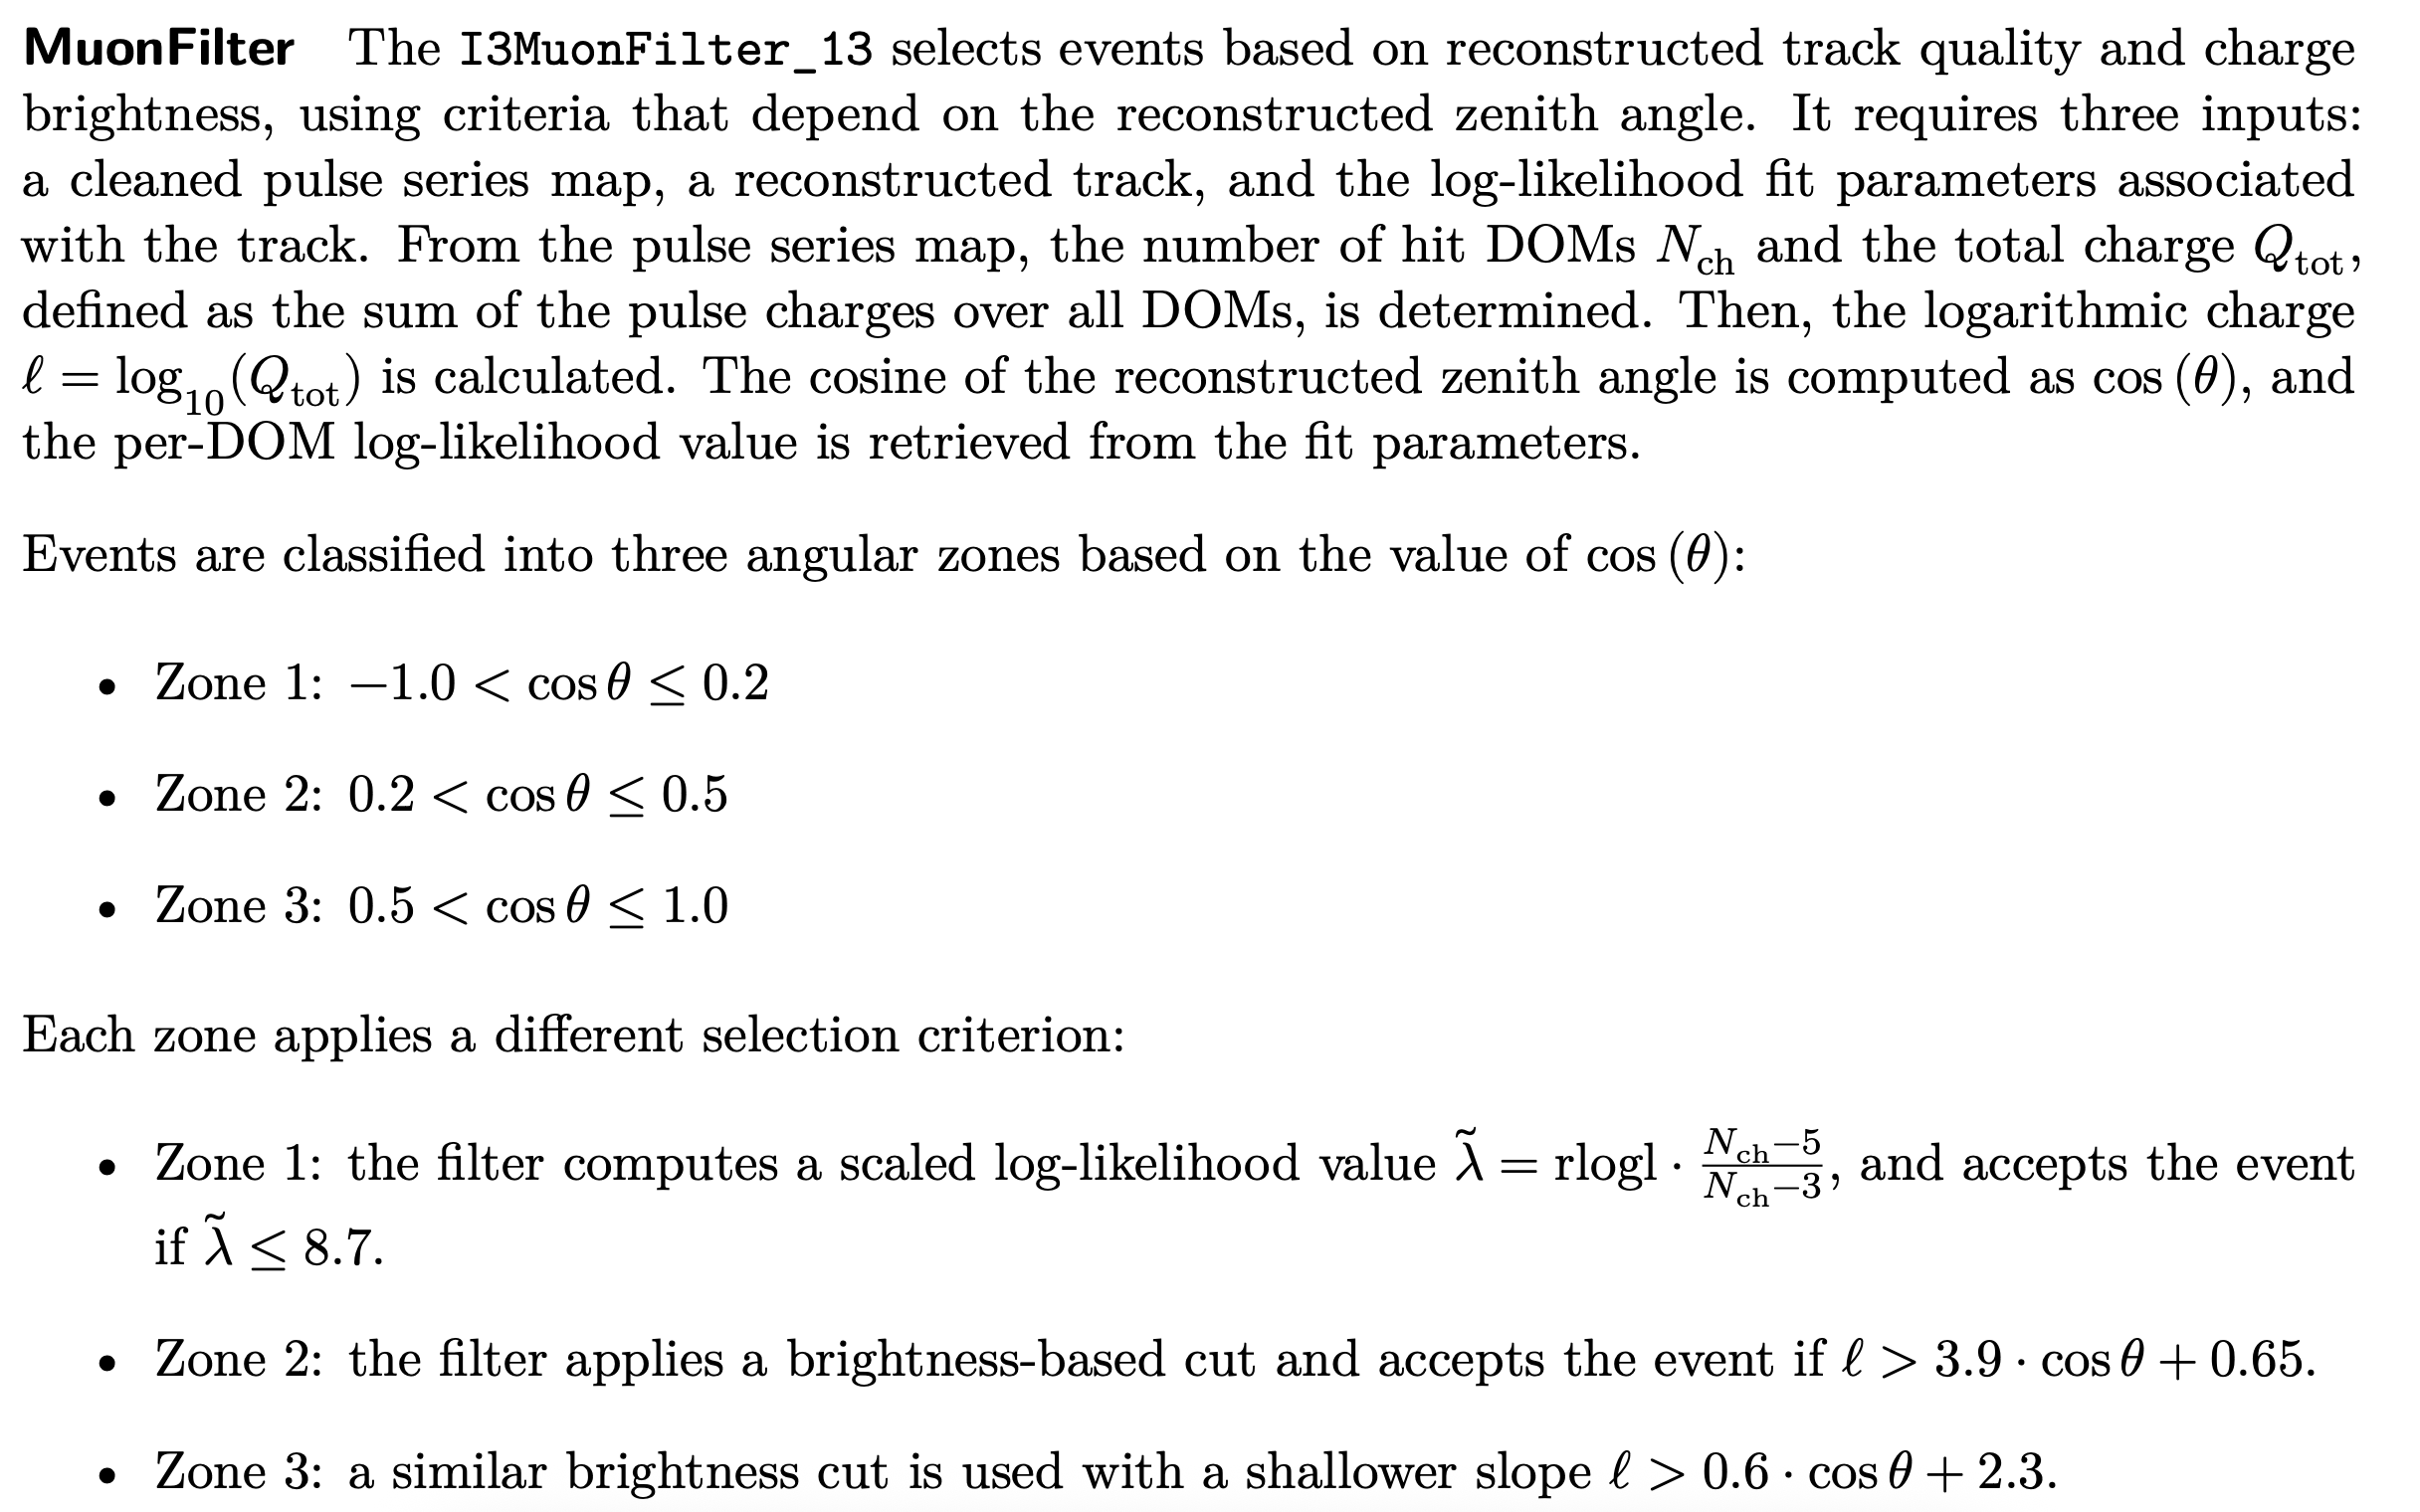 MuonFilter The I3MuonFilter_13 selects events based on reconstructed track quality and charge
brightness, using criteria that depend on the reconstructed zenith angle. It requires three inputs:
a cleaned pulse series map, a reconstructed track, and the log-likelihood fit parameters associated
with the track. From the pulse series map, the number of hit DOMs N_ch and the total charge Q_tot,
defined as the sum of the pulse charges over all DOMs, is determined. Then, the logarithmic charge
ℓ = log_10(Q_tot) is calculated. The cosine of the reconstructed zenith angle is computed as cos (θ), and
the per-DOM log-likelihood value is retrieved from the fit parameters.
Events are classified into three angular zones based on the value of cos (θ):
• Zone 1: −1.0 < cos θ ≤ 0.2
• Zone 2: 0.2 < cos θ ≤ 0.5
• Zone 3: 0.5 < cos θ ≤ 1.0
Each zone applies a different selection criterion:
• Zone 1: the filter computes a scaled log-likelihood value λ̃ = rlogl · (N_ch−5)/(N_ch−3), and accepts the event
if λ̃ ≤ 8.7.
• Zone 2: the filter applies a brightness-based cut and accepts the event if ℓ > 3.9 · cos θ + 0.65.
• Zone 3: a similar brightness cut is used with a shallower slope ℓ > 0.6 · cos θ + 2.3.